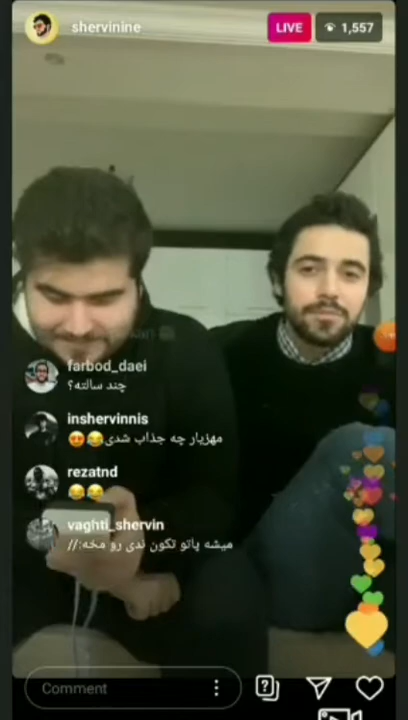 shervinine
LIVE
1,557
farbod_daei
چند سالته؟
inshervinnis
مهزیار چه جذاب شدی😂😍
rezatnd
😂😂
vaghti_shervin
میشه پاتو تکون ندی رو مخه://
Comment